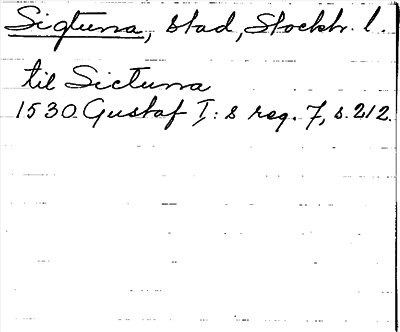 Sigtuna, stad, Stockh. l.
til Sictuna
1530. Gustaf I: s reg. 7, s. 212.